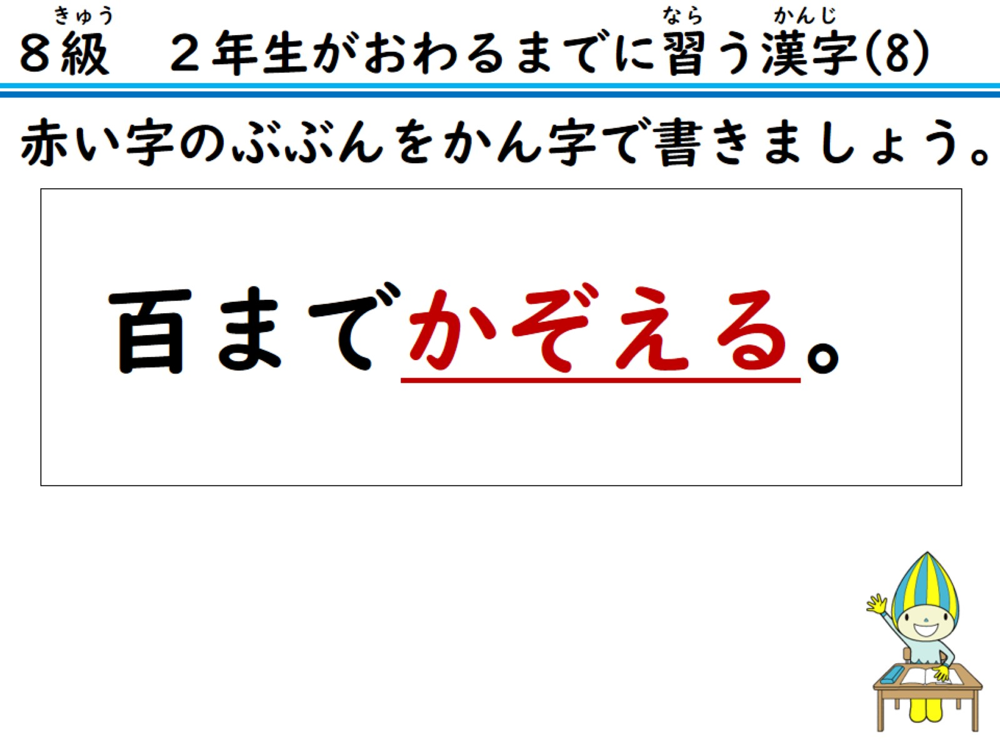 きゅう なら かんじ
８級　２年生がおわるまでに習う漢字(8)
赤い字のぶぶんをかん字で書きましょう。
百までかぞえる。